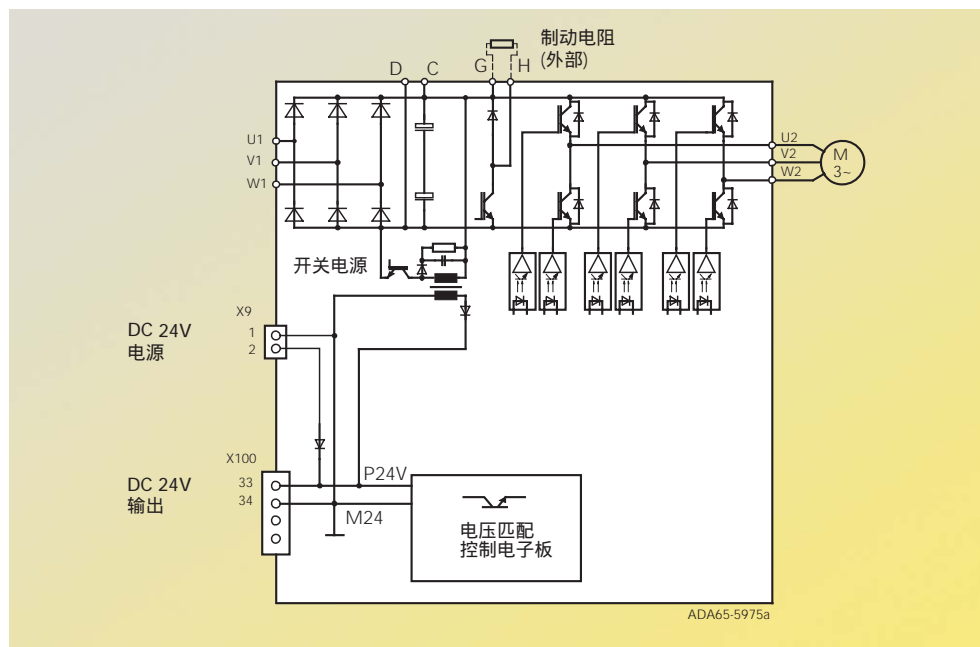 制动电阻
(外部)
D
C
G
H
U1
V1
W1
U2
V2
W2
M
3~
开关电源
X9
DC 24V
电源
1
2
X100
DC 24V
输出
33
34
P24V
M24
电压匹配
控制电子板
ADA65-5975a